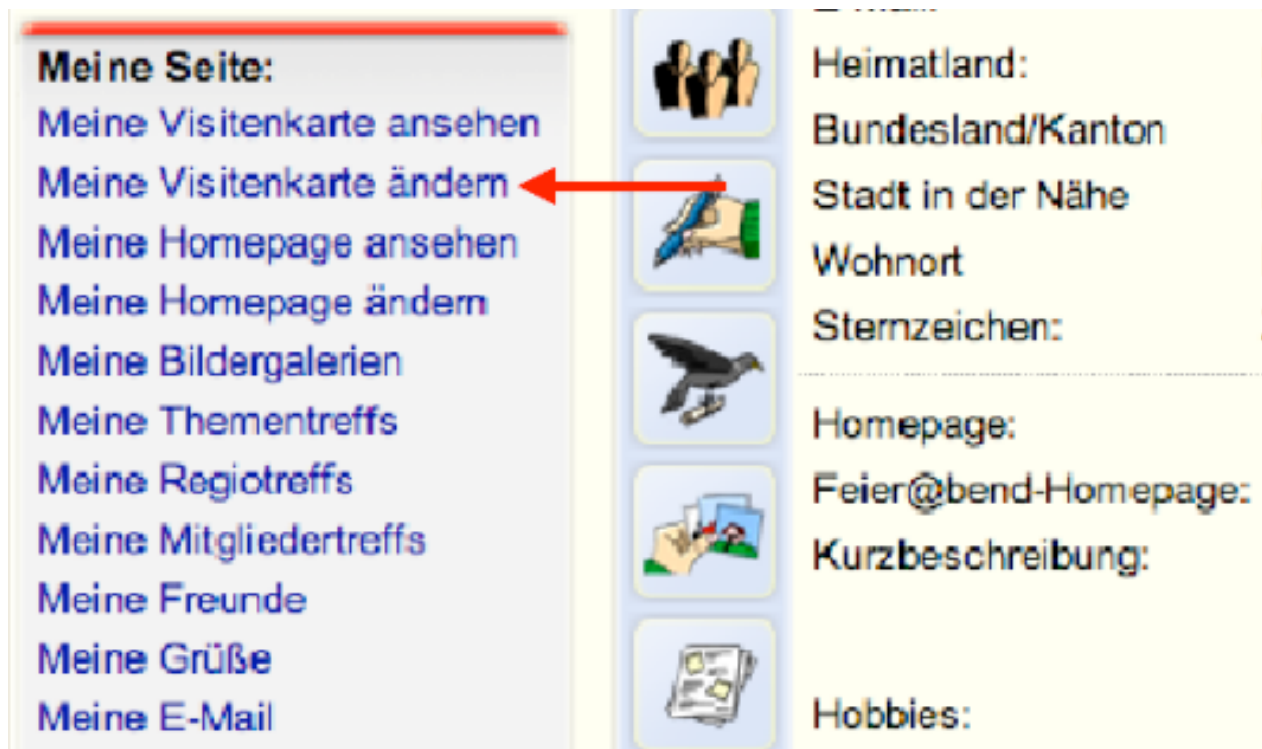 Meine Seite:
Meine Visitenkarte ansehen
Meine Visitenkarte ändern
Meine Homepage ansehen
Meine Homepage ändern
Meine Bildergalerien
Meine Thementreffs
Meine Regiotreffs
Meine Mitgliedertreffs
Meine Freunde
Meine Grüße
Meine E-Mail
Heimatland:
Bundesland/Kanton
Stadt in der Nähe
Wohnort
Sternzeichen:
Homepage:
Feier@bend-Homepage:
Kurzbeschreibung:
Hobbies: